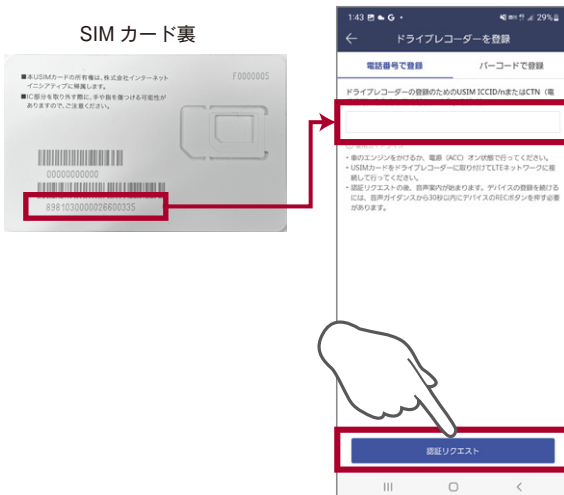 SIM カード裏
■本USIMカードの所有権は、株式会社インターネット
イニシアティブに帰属します。
■IC部分を取り外す際に、手や指を傷つける可能性が
ありますので、ご注意ください。
F0000005
00000000000
8981030000002660033S
1:43
29%
ドライブレコーダーを登録
電話番号で登録
バーコードで登録
ドライブレコーダーの登録のためのUSIM ICCID/nまたはCTN（電
・車のエンジンをかけるか、電源（ACC）オン状態で行ってください。
・USIMカードをドライブレコーダーに取り付けてLTEネットワークに接
続して行ってください。
・認証リクエストの後、音声案内が始まります。デバイスの登録を続ける
には、音声ガイダンスから30秒以内にデバイスのRECボタンを押す必要
があります。
認証リクエスト